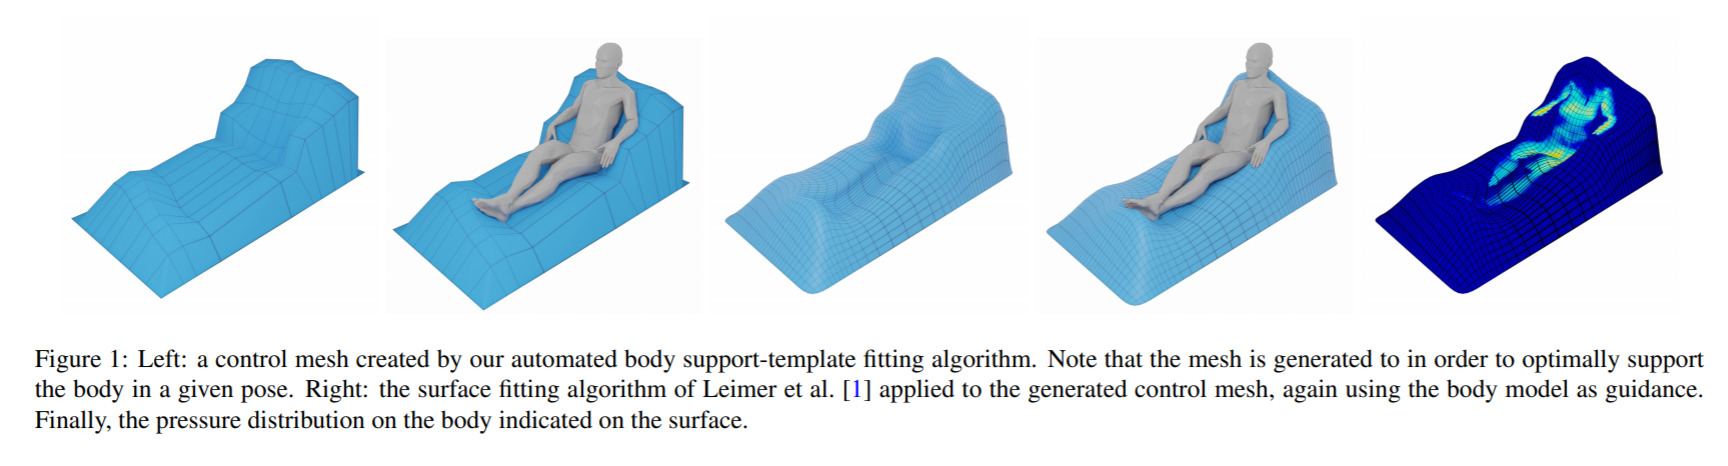 Figure 1: Left: a control mesh created by our automated body support-template fitting algorithm. Note that the mesh is generated to in order to optimally support
the body in a given pose. Right: the surface fitting algorithm of Leimer et al. [1] applied to the generated control mesh, again using the body model as guidance.
Finally, the pressure distribution on the body indicated on the surface.